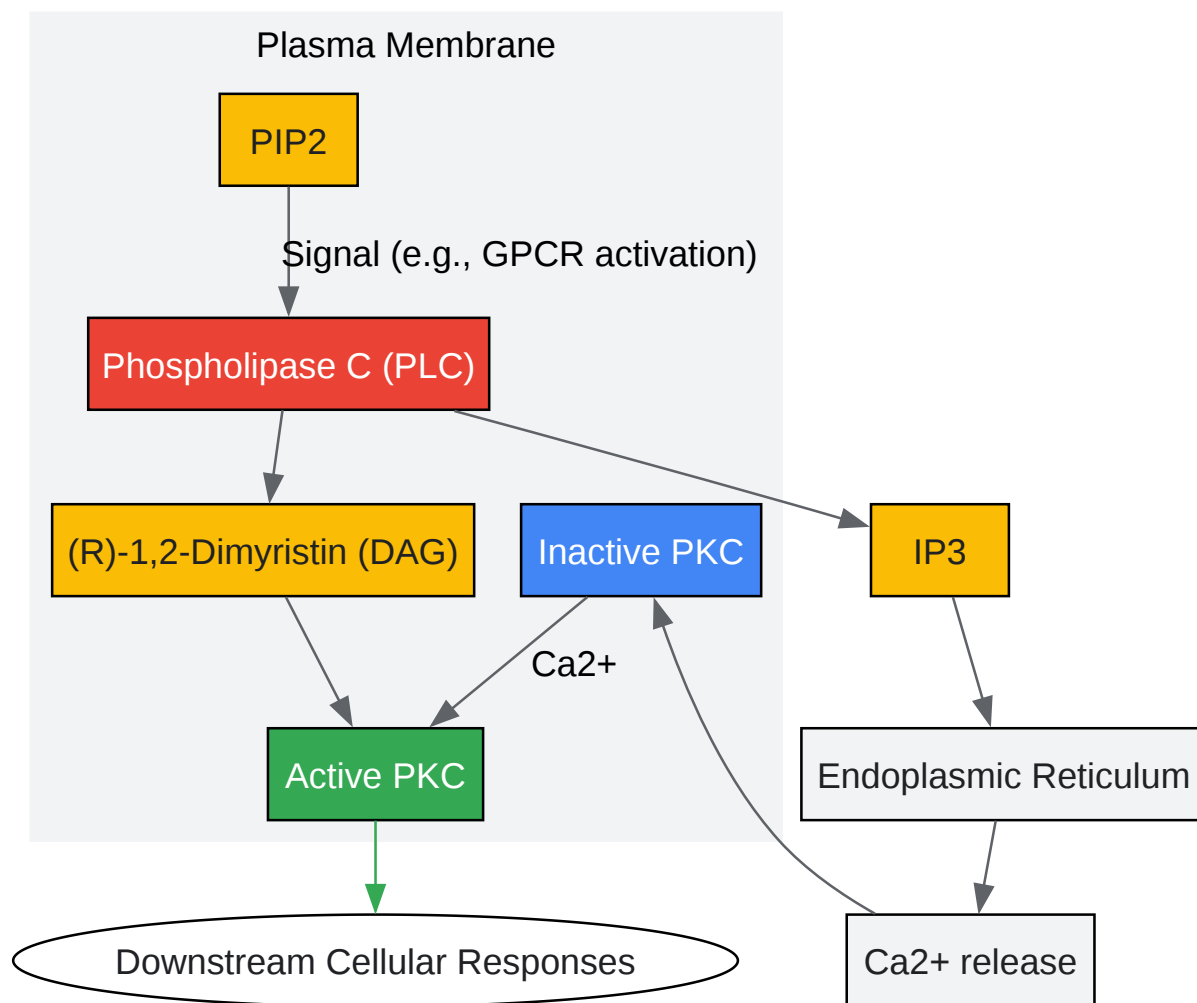 Plasma Membrane
PIP2
Signal (e.g., GPCR activation)
Phospholipase C (PLC)
(R)-1,2-Dimyristin (DAG)
Inactive PKC
IP3
Ca2+
Active PKC
Endoplasmic Reticulum
Downstream Cellular Responses
Ca2+ release